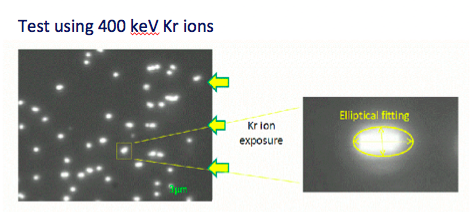 Test using 400 keV Kr ions
Elliptical fitting
Kr ion
exposure